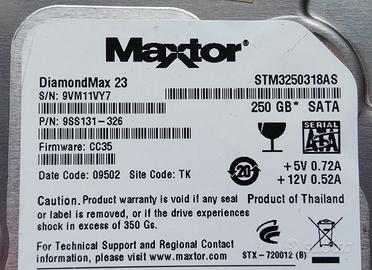 Maxtor®
DiamondMax 23
STM3250318AS
S/N: 9VM11VY7
250 GB* SATA
P/N: 9SS131-326
SERIAL
SATA
Firmware: CC35
20
+5V 0.72A
+12V 0.52A
Date Code: 09502 Site Code: TK
Caution. Product warranty is void if any seal
or label is removed, or if the drive experiences
shock in excess of 350 Gs.
Product of Thailand
For Technical Support and Regional Contact
information, please visit www.maxtor.com
STX-720012 (B)